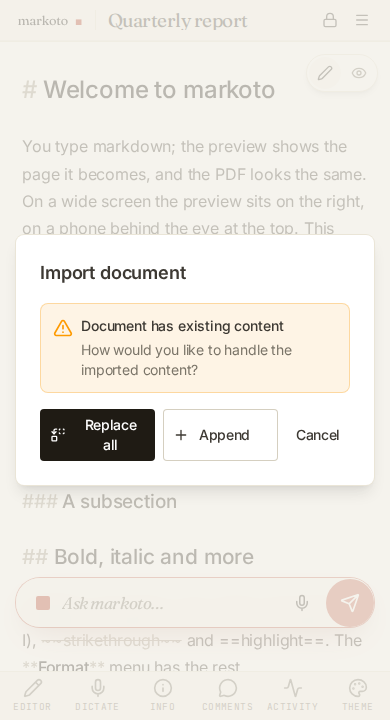 markoto
Quarterly report
# Welcome to markoto
You type markdown; the preview shows the
page it becomes, and the PDF looks the same.
On a wide screen the preview sits on the right,
on a phone behind the eye at the top. This
Import document
Document has existing content
How would you like to handle the
imported content?
Replace
all
Append
Cancel
### A subsection
## Bold, italic and more
Ask markoto...
I), ~~strikethrough~~ and ==highlight==. The
**Format** menu has the rest.
EDITOR
DICTATE
INFO
COMMENTS
ACTIVITY
THEME